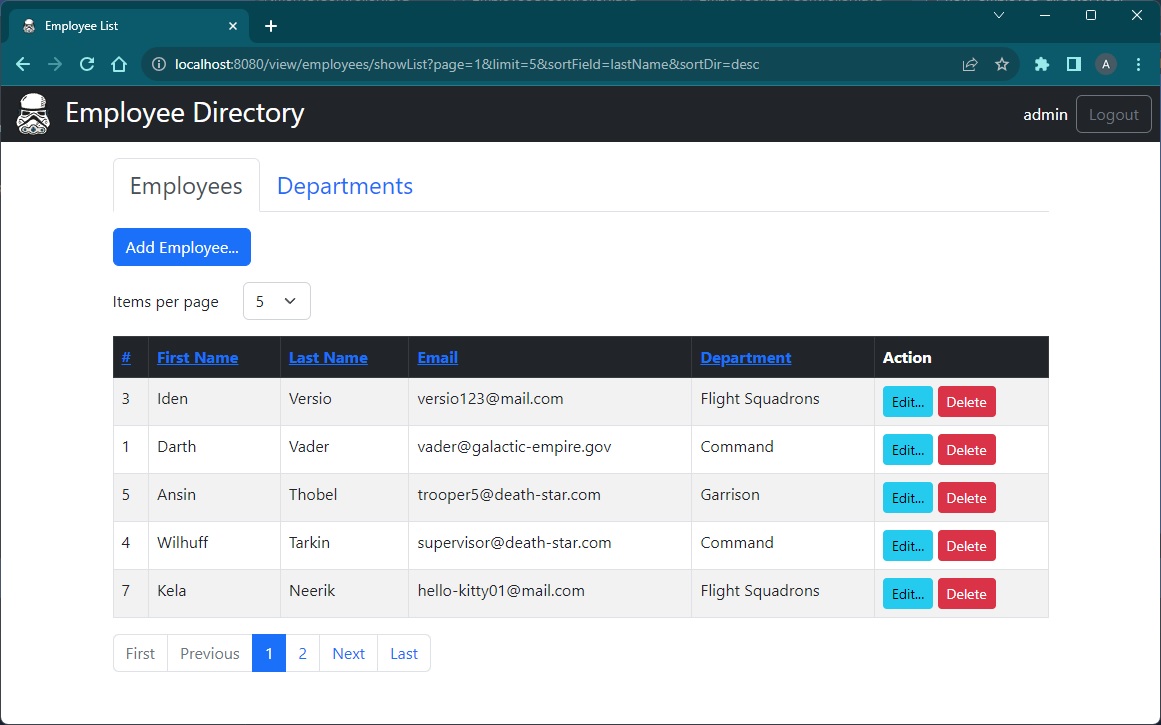 Employee List
localhost:8080/view/employees/showList?page=1&limit=5&sortField=lastName&sortDir=desc
A
Employee Directory admin Logout
Employees Departments
Add Employee...
Items per page 5
# First Name Last Name Email Department Action
3 Iden Versio versio123@mail.com Flight Squadrons Edit... Delete
1 Darth Vader vader@galactic-empire.gov Command Edit... Delete
5 Ansin Thobel trooper5@death-star.com Garrison Edit... Delete
4 Wilhuff Tarkin supervisor@death-star.com Command Edit... Delete
7 Kela Neerik hello-kitty01@mail.com Flight Squadrons Edit... Delete
First Previous 1 2 Next Last